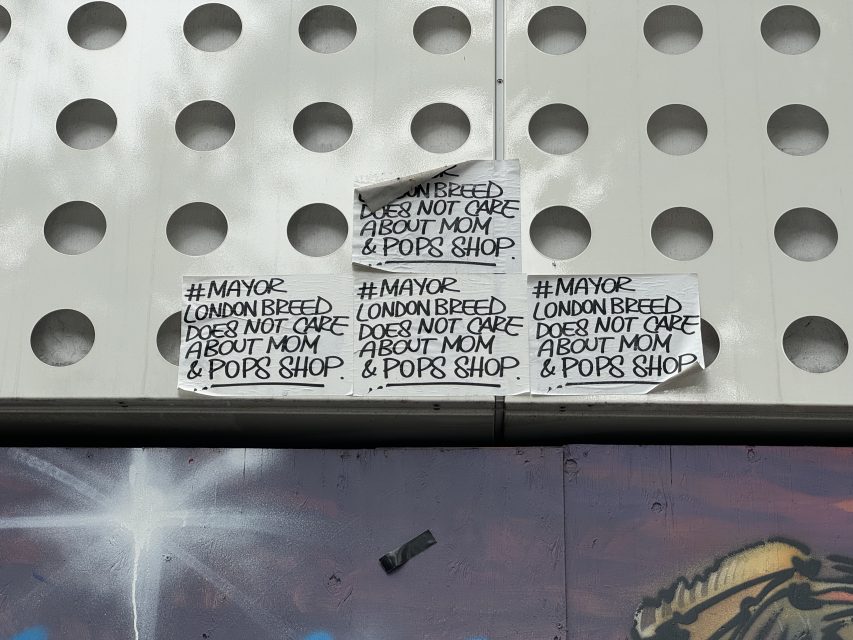 LONDON BREED
DOES NOT CARE
ABOUT MOM
& POPS SHOP.
#MAYOR
LONDON BREED
DOES NOT CARE
ABOUT MOM
& POPS SHOP.
#MAYOR
LONDON BREED
DOES NOT CARE
ABOUT MOM
& POPS SHOP.
#MAYOR
LONDON BREED
DOES NOT CARE
ABOUT MOM
& POPS SHOP